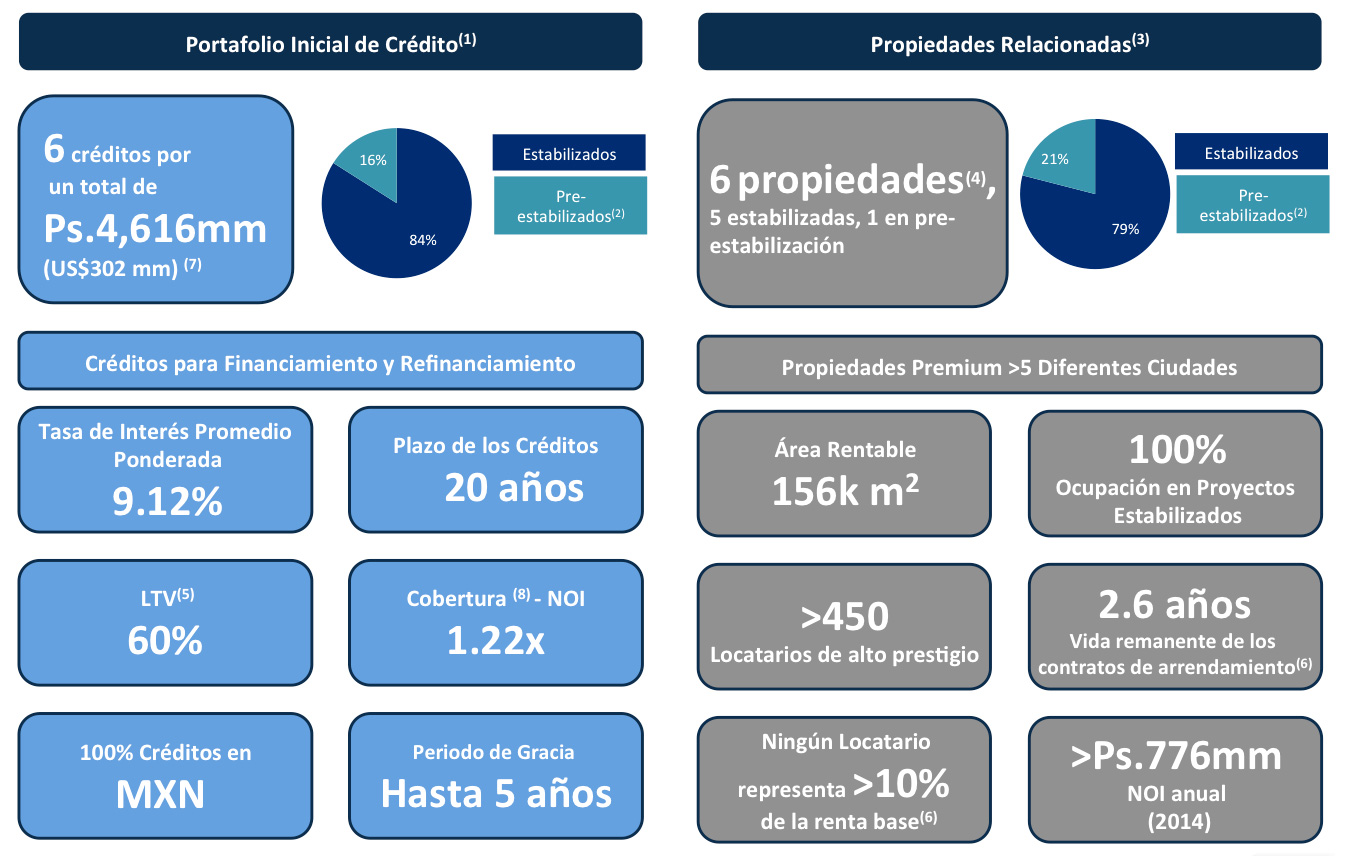 Portafolio Inicial de Crédito(1)
6 créditos por
un total de
Ps.4,616mm
(US$302 mm) (7)
16%
84%
Estabilizados
Pre-
estabilizados(2)
Créditos para Financiamiento y Refinanciamiento
Tasa de Interés Promedio
Ponderada
9.12%
Plazo de los Créditos
20 años
LTV(5)
60%
Cobertura (8) - NOI
1.22x
100% Créditos en
MXN
Periodo de Gracia
Hasta 5 años
Propiedades Relacionadas(3)
6 propiedades(4),
5 estabilizadas, 1 en pre-
estabilización
21%
79%
Estabilizados
Pre-
estabilizados(2)
Propiedades Premium >5 Diferentes Ciudades
Área Rentable
156k m2
100%
Ocupación en Proyectos
Estabilizados
>450
Locatarios de alto prestigio
2.6 años
Vida remanente de los
contratos de arrendamiento(6)
Ningún Locatario
representa >10%
de la renta base(6)
>Ps.776mm
NOI anual
(2014)